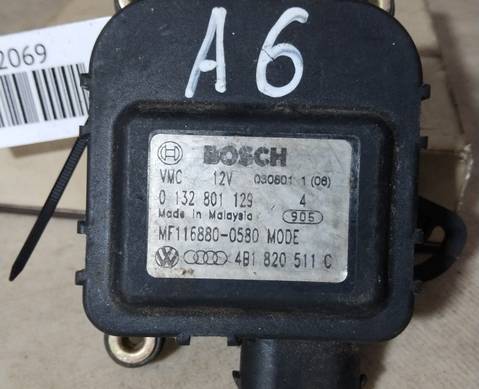 2069
A6
BOSCH
VMC 12V 030601 1 (06)
0 132 801 129 4
Made in Malaysia 905
MF116880-0580 MODE
4B1 820 511 C